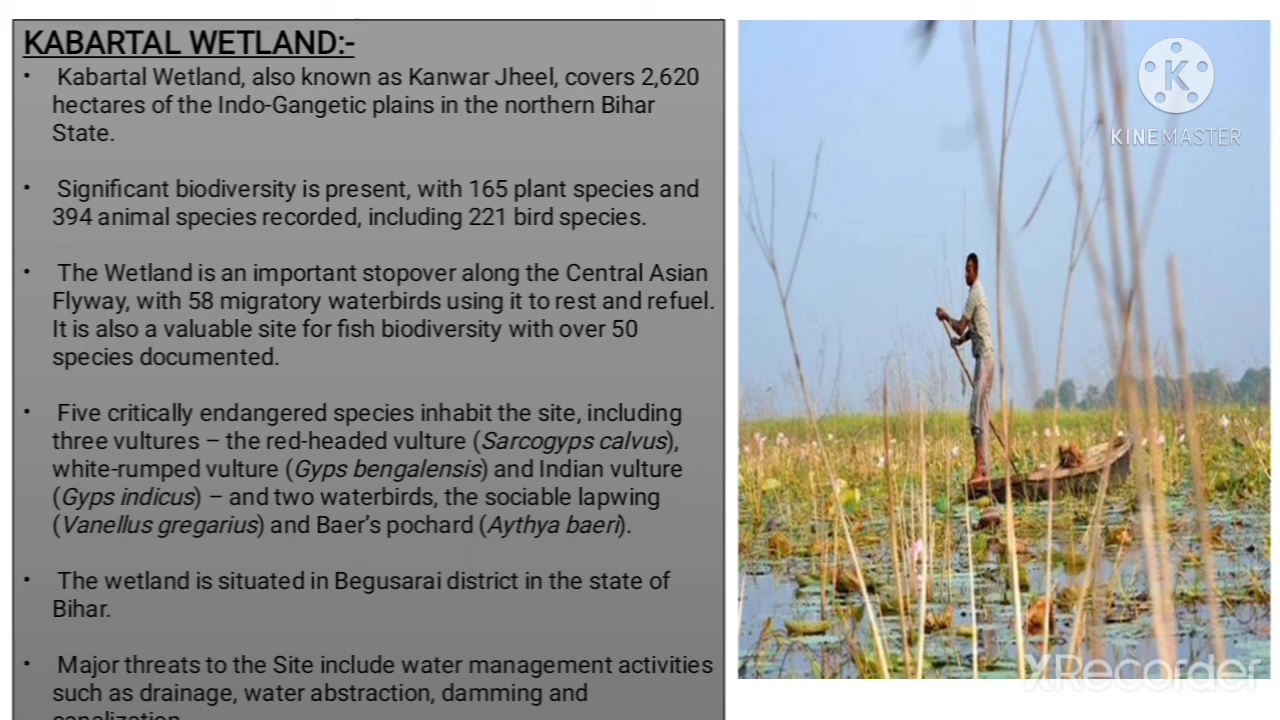 KABARTAL WETLAND:-
• Kabartal Wetland, also known as Kanwar Jheel, covers 2,620
hectares of the Indo-Gangetic plains in the northern Bihar
State.
• Significant biodiversity is present, with 165 plant species and
394 animal species recorded, including 221 bird species.
• The Wetland is an important stopover along the Central Asian
Flyway, with 58 migratory waterbirds using it to rest and refuel.
It is also a valuable site for fish biodiversity with over 50
species documented.
• Five critically endangered species inhabit the site, including
three vultures – the red-headed vulture (Sarcogyps calvus),
white-rumped vulture (Gyps bengalensis) and Indian vulture
(Gyps indicus) – and two waterbirds, the sociable lapwing
(Vanellus gregarius) and Baer's pochard (Aythya baeri).
• The wetland is situated in Begusarai district in the state of
Bihar.
• Major threats to the Site include water management activities
such as drainage, water abstraction, damming and
canalization
K
KINEMASTER
XRecorder